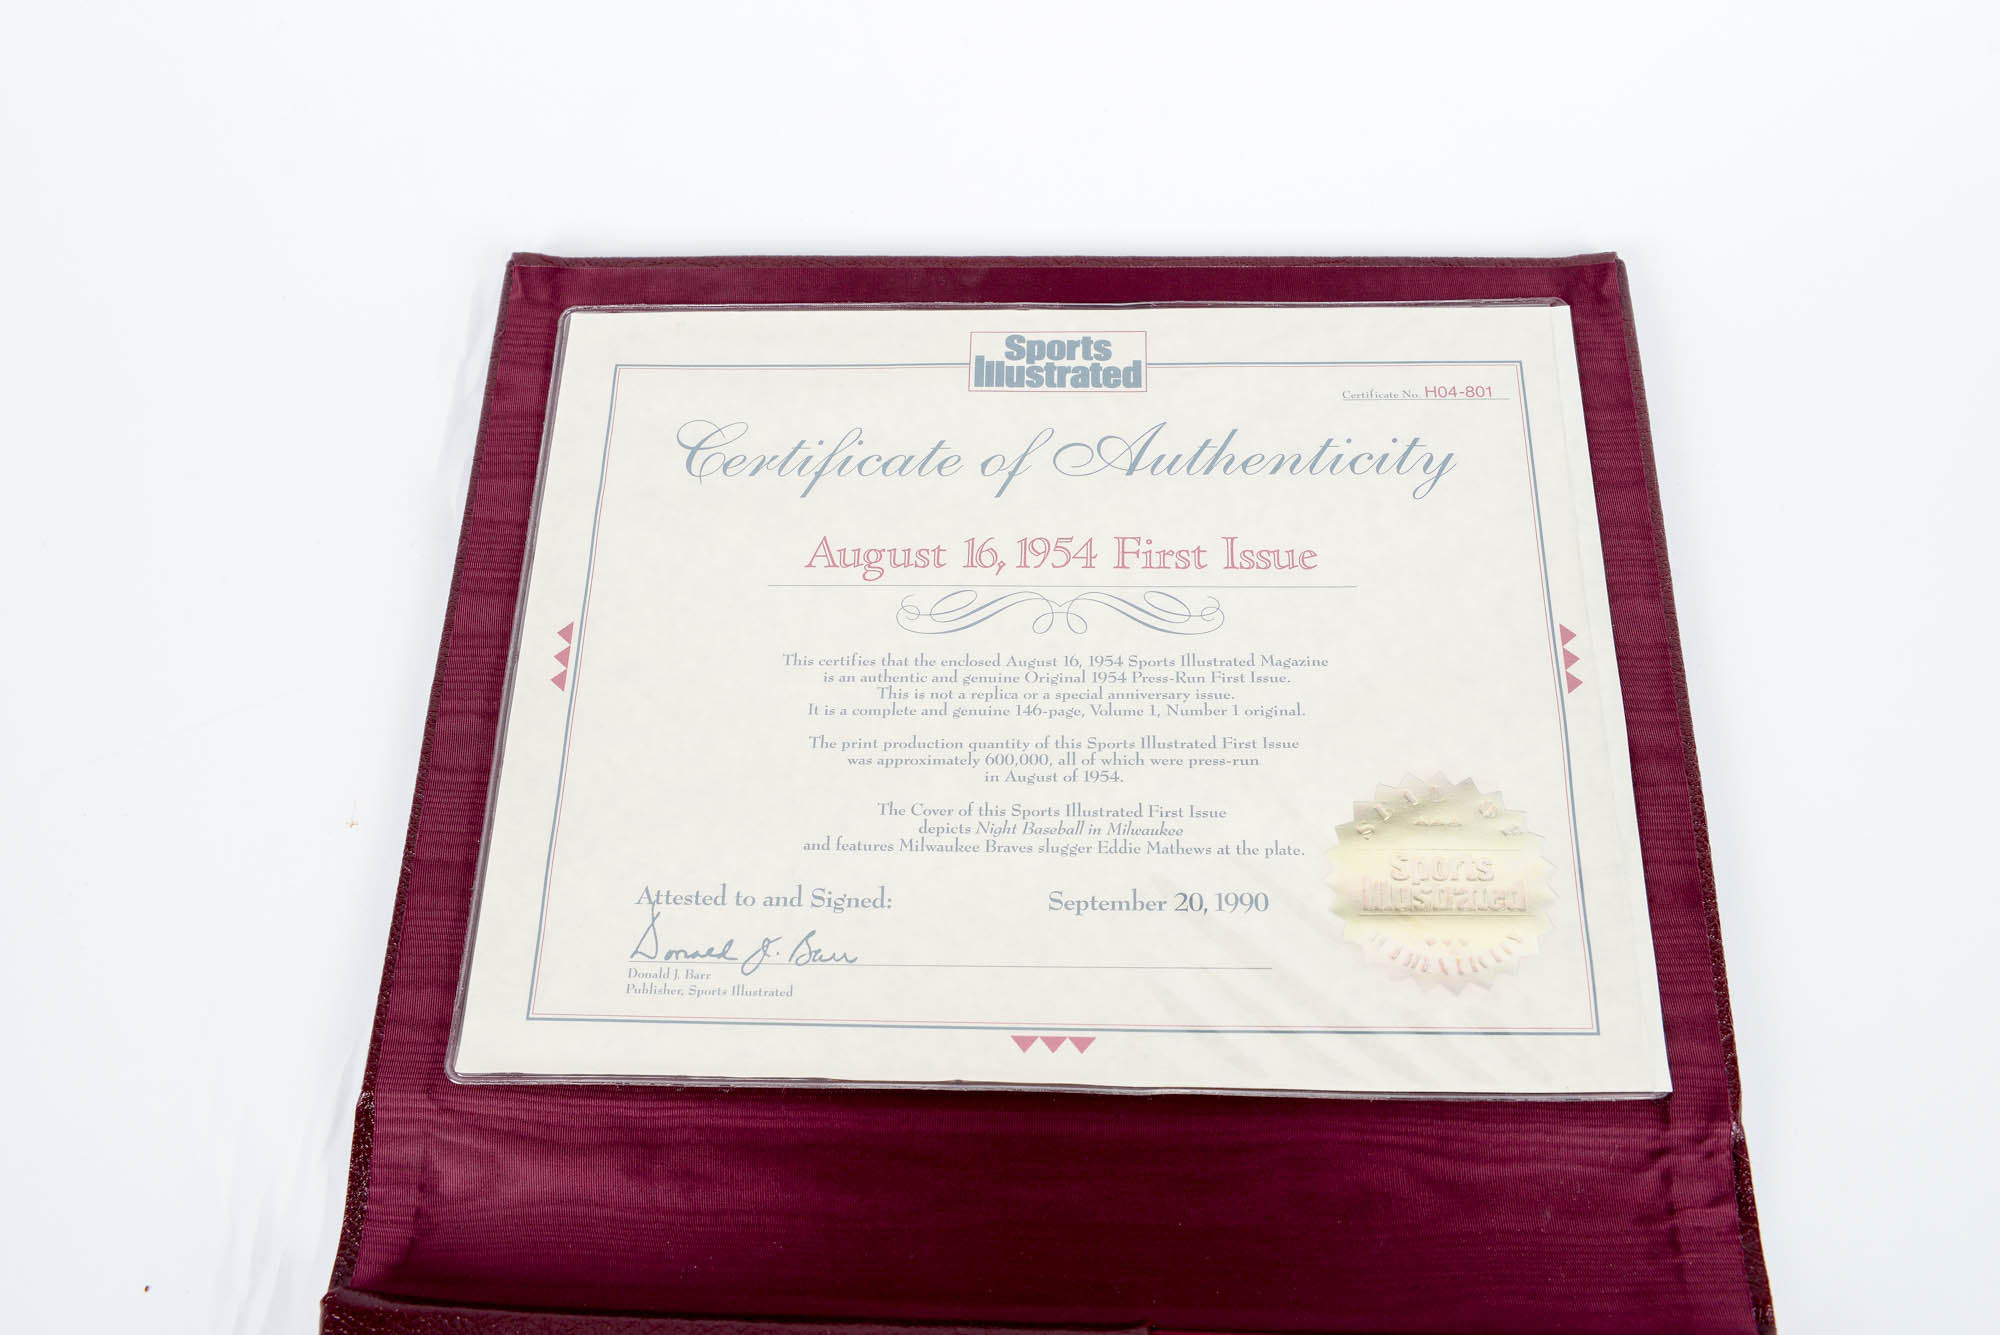 Sports
Illustrated
Certificate No. H04-801
Certificate of Authenticity
August 16, 1954 First Issue
This certifies that the enclosed August 16, 1954 Sports Illustrated Magazine
is an authentic and genuine Original 1954 Press-Run First Issue.
This is not a replica or a special anniversary issue.
It is a complete and genuine 146-page, Volume 1, Number 1 original.
The print production quantity of this Sports Illustrated First Issue
was approximately 600,000, all of which were press-run
in August of 1954.
The Cover of this Sports Illustrated First Issue
depicts Night Baseball in Milwaukee
and features Milwaukee Braves slugger Eddie Mathews at the plate.
Attested to and Signed:
September 20, 1990
Donald J. Barr
Donald J. Barr
Publisher, Sports Illustrated
Sports
Illustrated